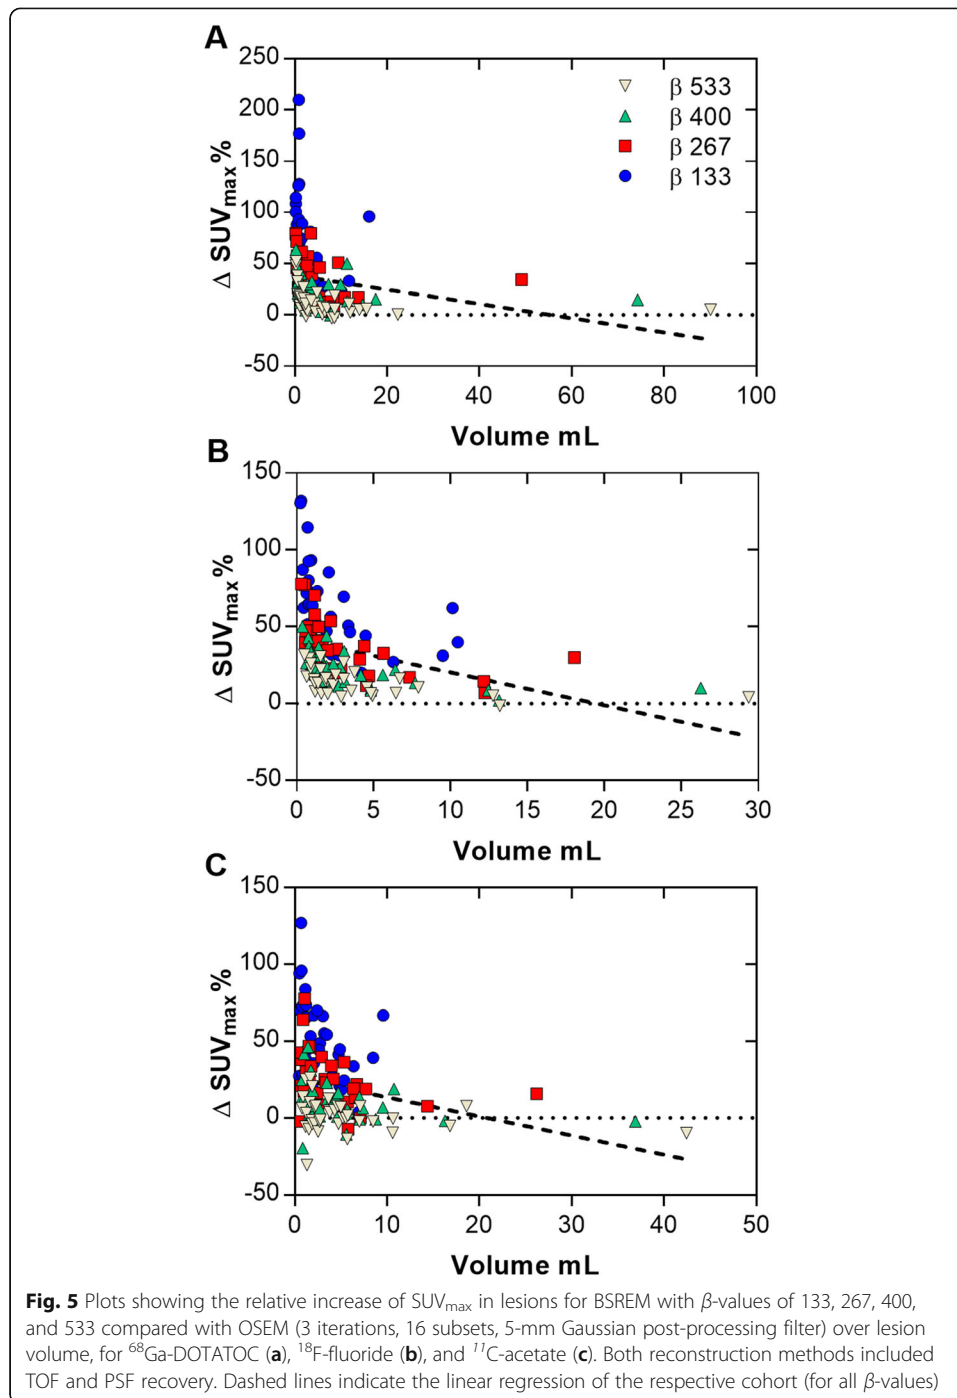 A
250
200
150
100
50
0
-50
Δ SUVmax%
β 533
β 400
β 267
β 133
0 20 40 60 80 100
Volume mL
B
150
100
50
0
-50
Δ SUVmax%
0 5 10 15 20 25 30
Volume mL
C
150
100
50
0
-50
Δ SUVmax%
0 10 20 30 40 50
Volume mL
Fig. 5 Plots showing the relative increase of SUVmax in lesions for BSREM with β-values of 133, 267, 400,
and 533 compared with OSEM (3 iterations, 16 subsets, 5-mm Gaussian post-processing filter) over lesion
volume, for 68Ga-DOTATOC (a), 18F-fluoride (b), and 11C-acetate (c). Both reconstruction methods included
TOF and PSF recovery. Dashed lines indicate the linear regression of the respective cohort (for all β-values)